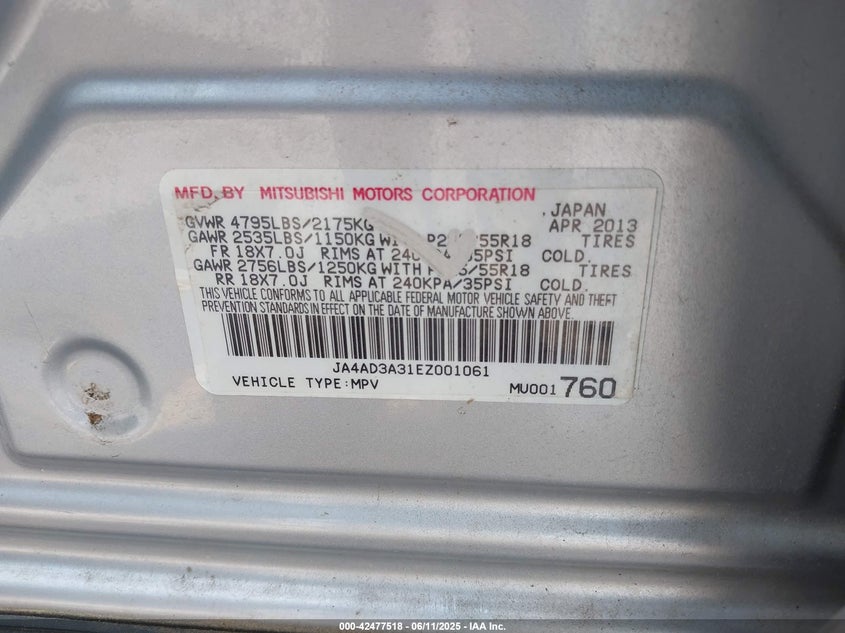 MFD. BY MITSUBISHI MOTORS CORPORATION
JAPAN
GVWR 4795LBS/2175KG APR 2013
GAWR 2535LBS/1150KG 55R18 TIRES
FR 18X7.0J RIMS AT COLD.
GAWR 2756LBS/1250KG WITH /55R18 TIRES
RR 18X7.0J RIMS AT 240KPA/35PSI COLD.
THIS VEHICLE CONFORMS TO ALL APPLICABLE FEDERAL MOTOR VEHICLE SAFETY AND THEFT
PREVENTION STANDARDS IN EFFECT ON THE DATE OF MANUFACTURE SHOWN ABOVE.
JA4AD3A31EZ001061
VEHICLE TYPE:MPV MU001760
000-42477518 - 06/11/2025 - IAA Inc.